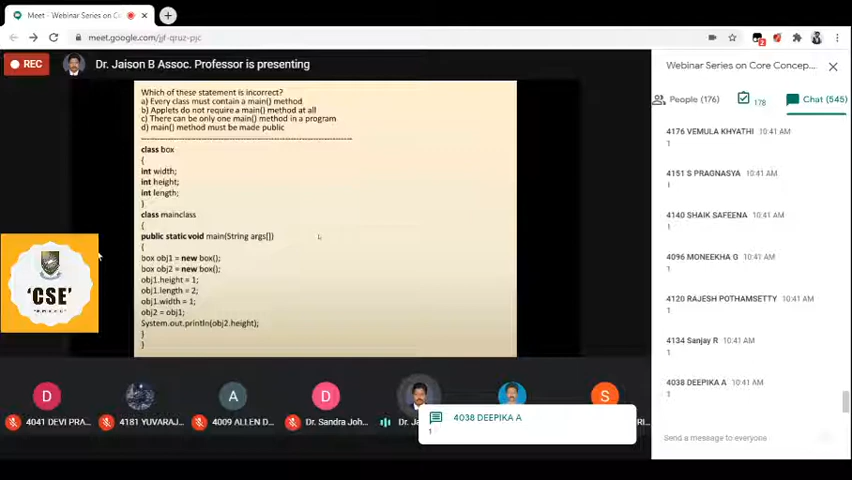 Meet - Webinar Series on C
meet.google.com/jjf-qruz-pjc
2
REC
Dr. Jaison B Assoc. Professor is presenting
Which of these statement is incorrect?
a) Every class must contain a main() method
b) Applets do not require a main() method at all
c) There can be only one main() method in a program
d) main() method must be made public
class box
{
int width;
int height;
int length;
}
class mainclass
{
public static void main(String args[])
{
box obj1 = new box();
box obj2 = new box();
obj1.height = 1;
obj1.length = 2;
obj1.width = 1;
obj2 = obj1;
System.out.println(obj2.height);
}
}
'CSE'
D
A
D
S
4041 DEVI PRA...
4181 YUVARAJ...
4009 ALLEN D...
Dr. Sandra Joh...
Dr. Ja
RI...
4038 DEEPIKA A
1
Webinar Series on Core Concep...
People (176)
178
Chat (545)
4176 VEMULA KHYATHI 10:41 AM
1
4151 S PRAGNASYA 10:41 AM
1
4140 SHAIK SAFEENA 10:41 AM
1
4096 MONEEKHA G 10:41 AM
1
4120 RAJESH POTHAMSETTY 10:41 AM
1
4134 Sanjay R 10:41 AM
1
4038 DEEPIKA A 10:41 AM
1
Send a message to everyone